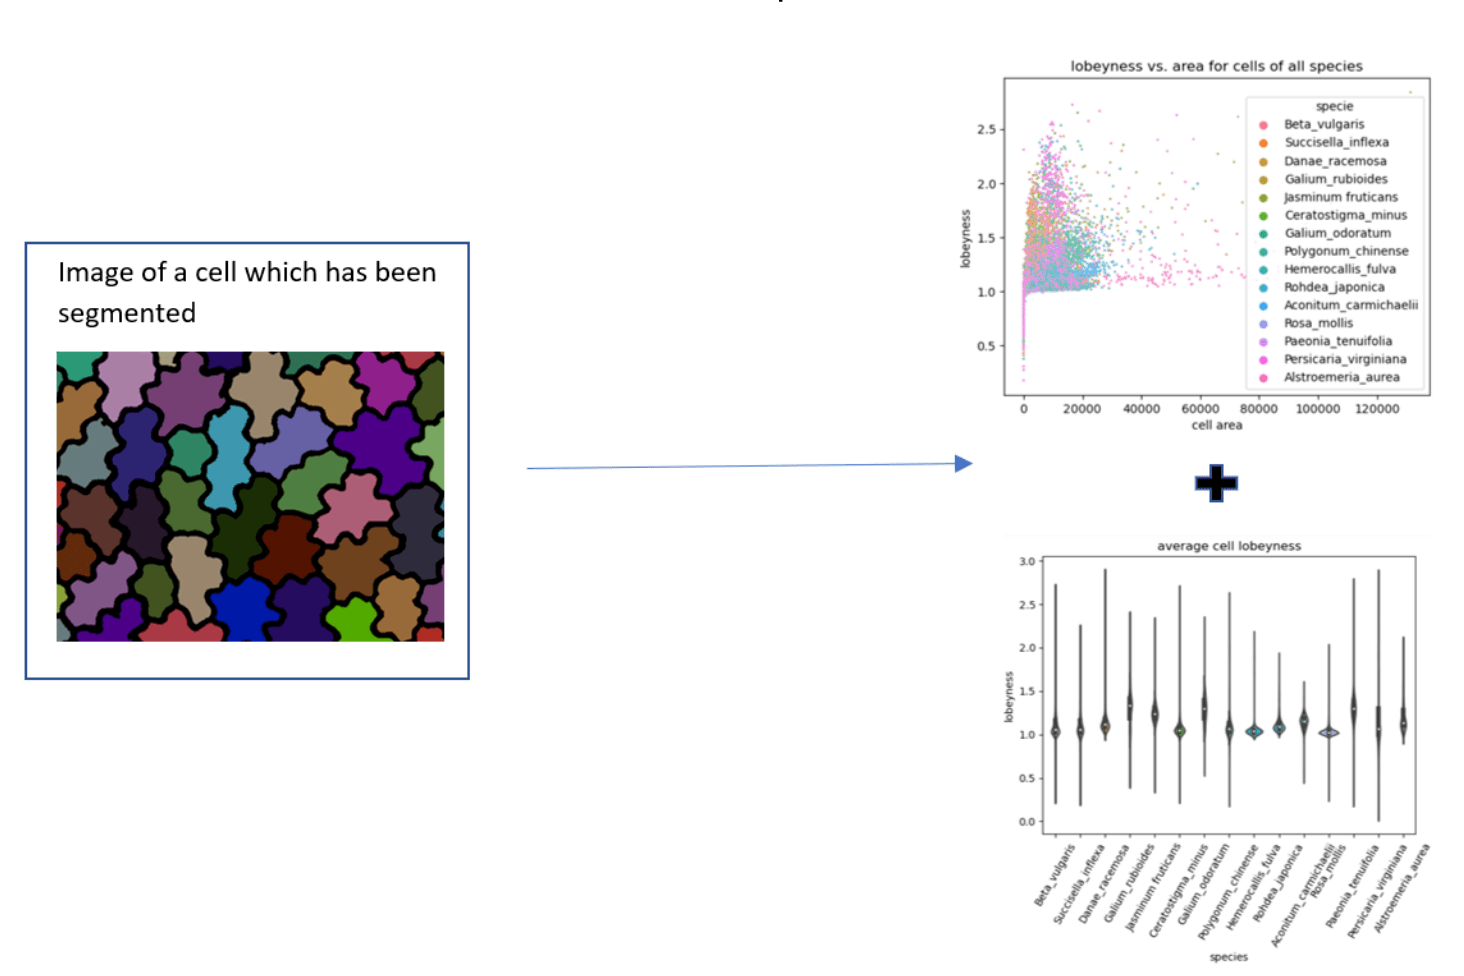 Image of a cell which has been
segmented
lobeyness vs. area for cells of all species
lobeyness
2.5
2.0
1.5
1.0
0.5
specie
Beta_vulgaris
Succisella_inflexa
Danae_racemosa
Galium_rubioides
Jasminum fruticans
Ceratostigma_minus
Galium_odoratum
Polygonum_chinense
Hemerocallis_fulva
Rohdea_japonica
Aconitum_carmichaelii
Rosa_mollis
Paeonia_tenuifolia
Persicaria_virginiana
Alstroemeria_aurea
0 20000 40000 60000 80000 100000 120000
cell area
average cell lobeyness
lobeyness
3.0
2.5
2.0
1.5
1.0
0.5
0.0
Beta_vulgaris
Succisella_inflexa
Danae_racemosa
Galium_rubioides
Jasminum fruticans
Ceratostigma_minus
Galium_odoratum
Polygonum_chinense
Hemerocallis_fulva
Rohdea_japonica
Aconitum_carmichaelii
Rosa_mollis
Paeonia_tenuifolia
Persicaria_virginiana
Alstroemeria_aurea
species